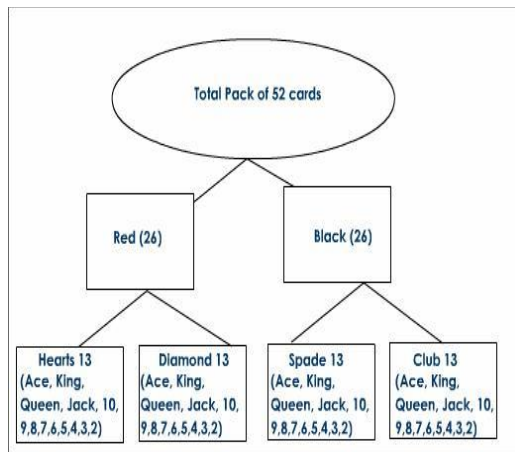 Total Pack of 52 cards
Red (26)
Black (26)
Hearts 13
(Ace, King,
Queen, Jack, 10,
9,8,7,6,5,4,3,2)
Diamond 13
(Ace, King,
Queen, Jack, 10,
9,8,7,6,5,4,3,2)
Spade 13
(Ace, King,
Queen, Jack, 10,
9,8,7,6,5,4,3,2)
Club 13
(Ace, King,
Queen, Jack, 10,
9,8,7,6,5,4,3,2)